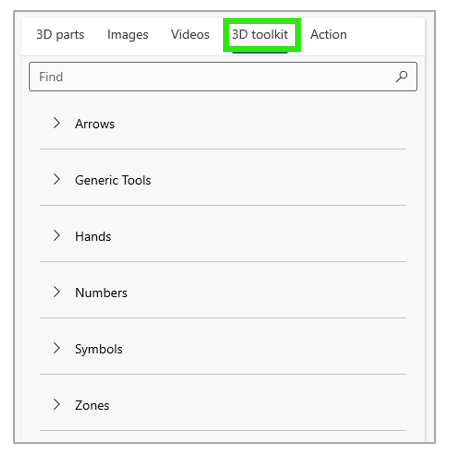 3D parts Images Videos 3D toolkit Action
Find
Arrows
Generic Tools
Hands
Numbers
Symbols
Zones